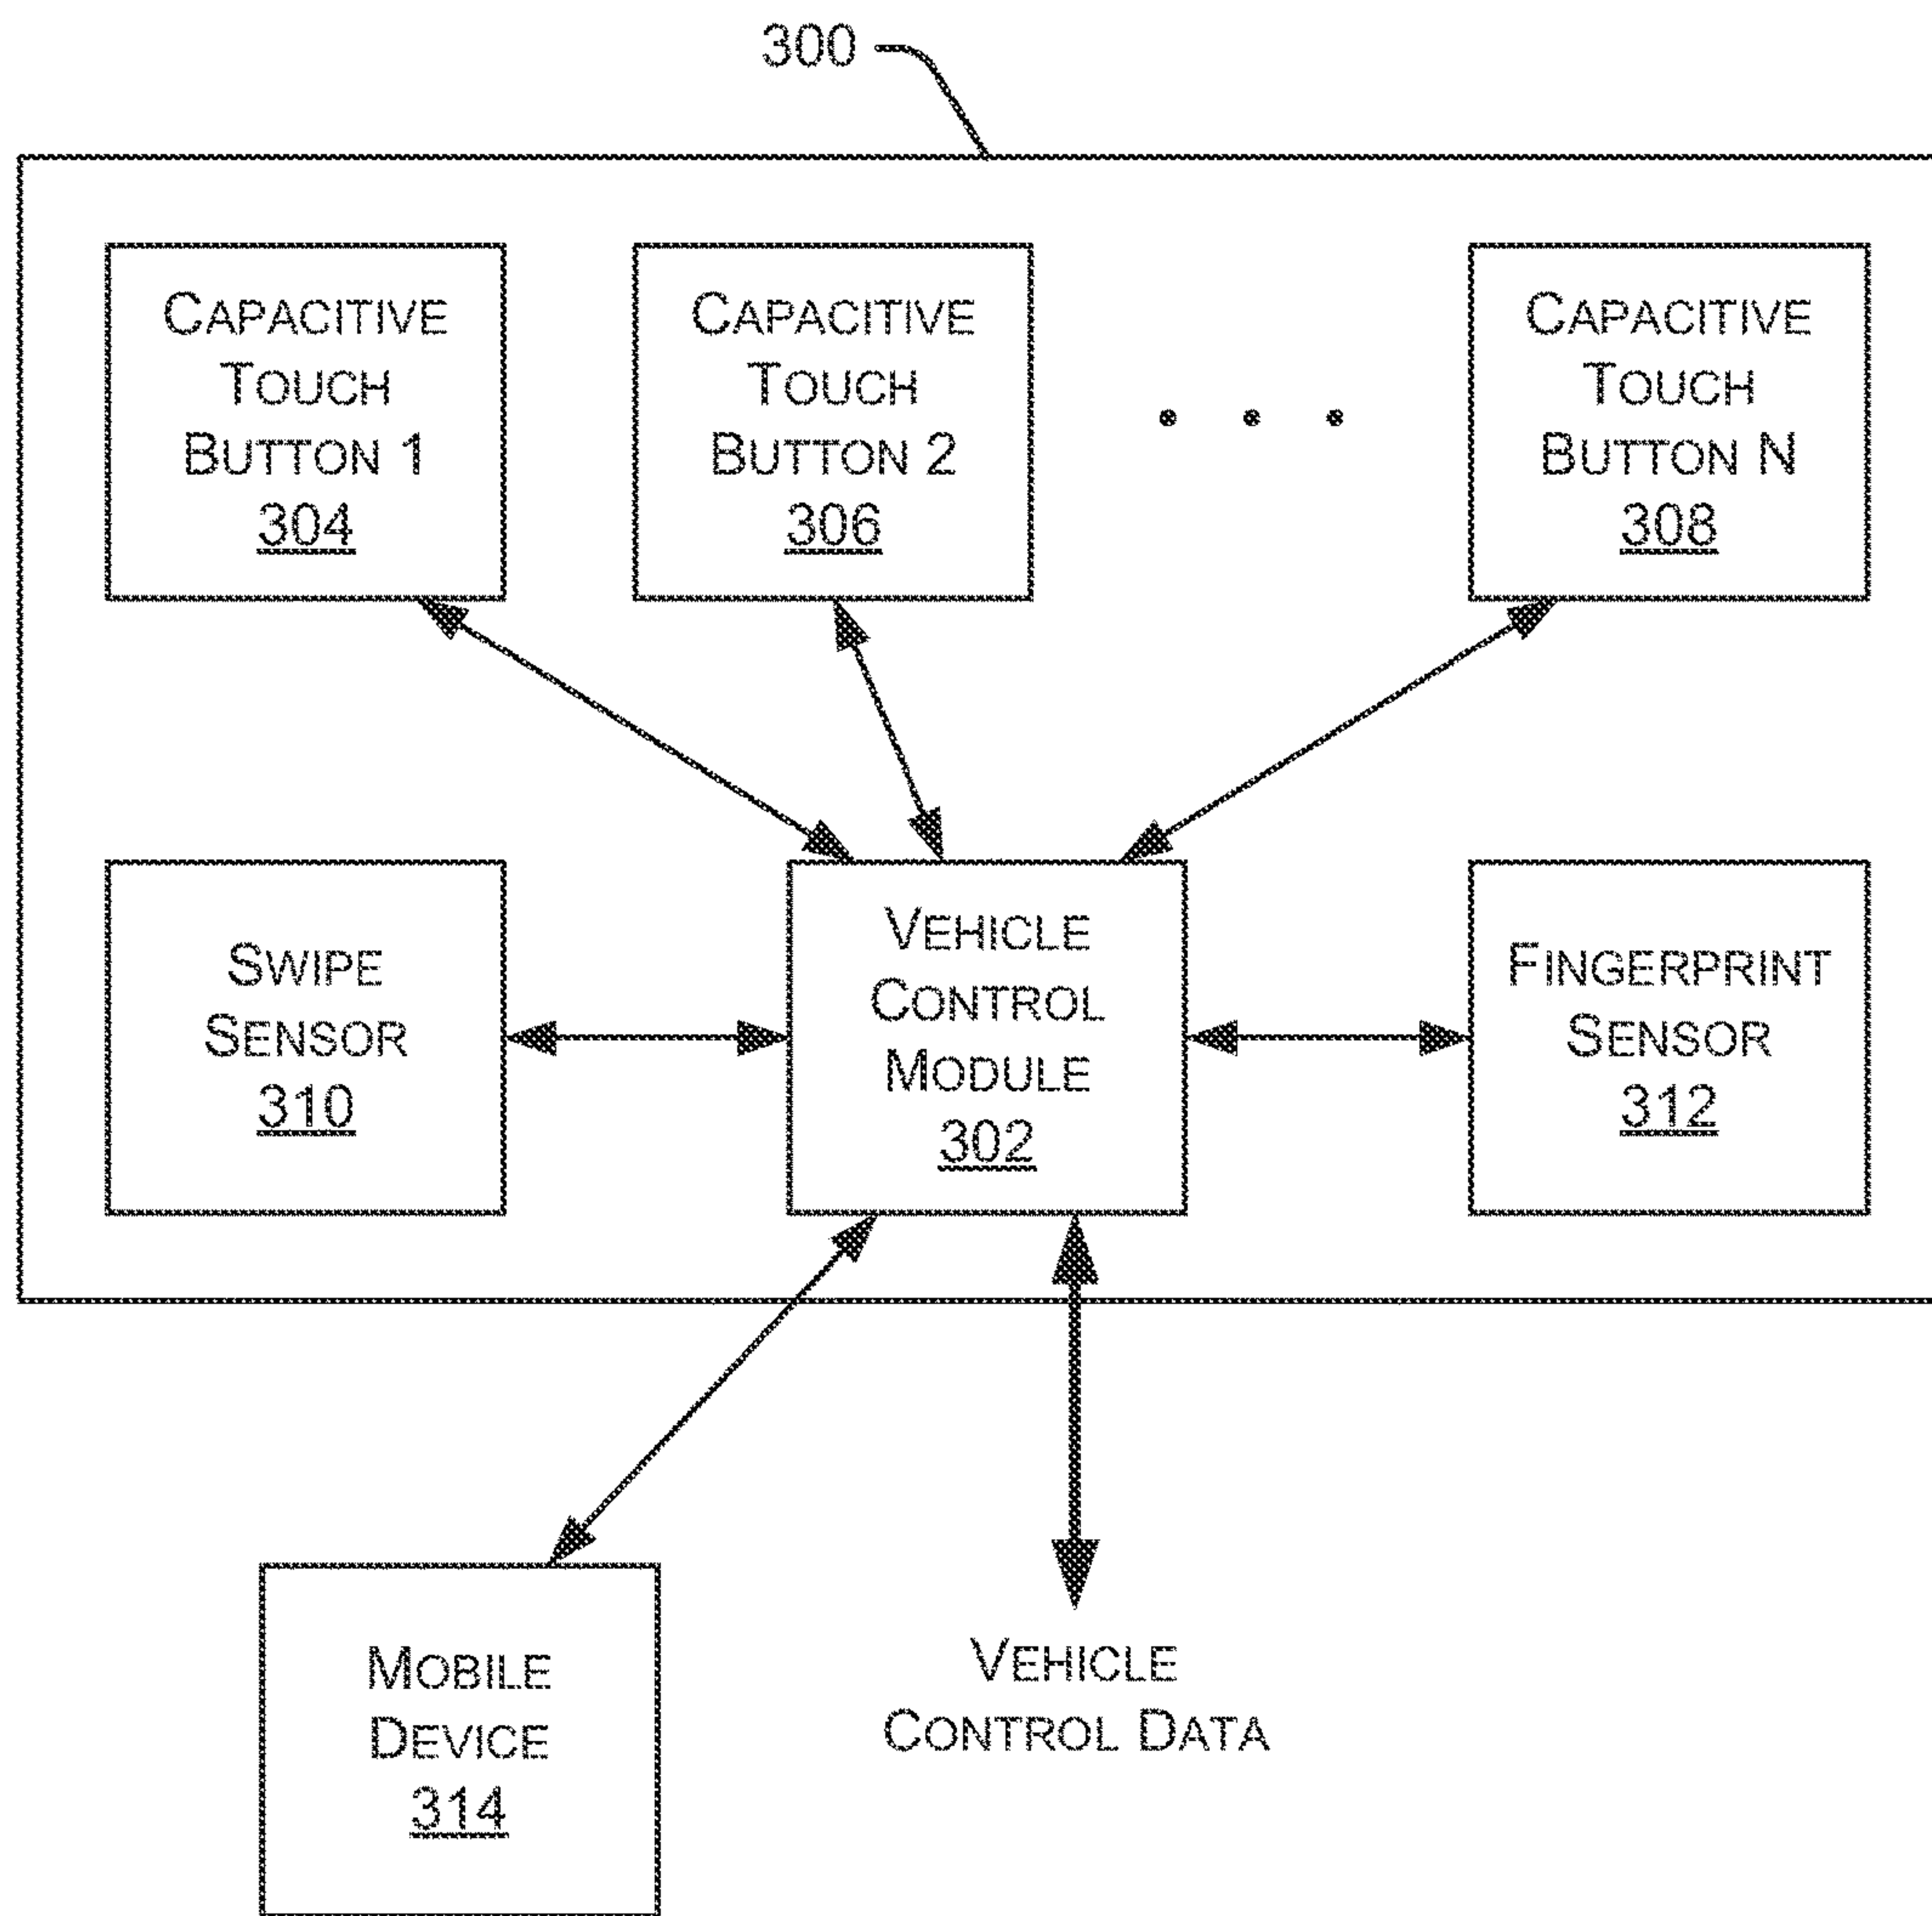 300
CAPACITIVE
TOUCH
BUTTON 1
304
CAPACITIVE
TOUCH
BUTTON 2
306
CAPACITIVE
TOUCH
BUTTON N
308
SWIPE
SENSOR
310
VEHICLE
CONTROL
MODULE
302
FINGERPRINT
SENSOR
312
MOBILE
DEVICE
314
VEHICLE
CONTROL DATA